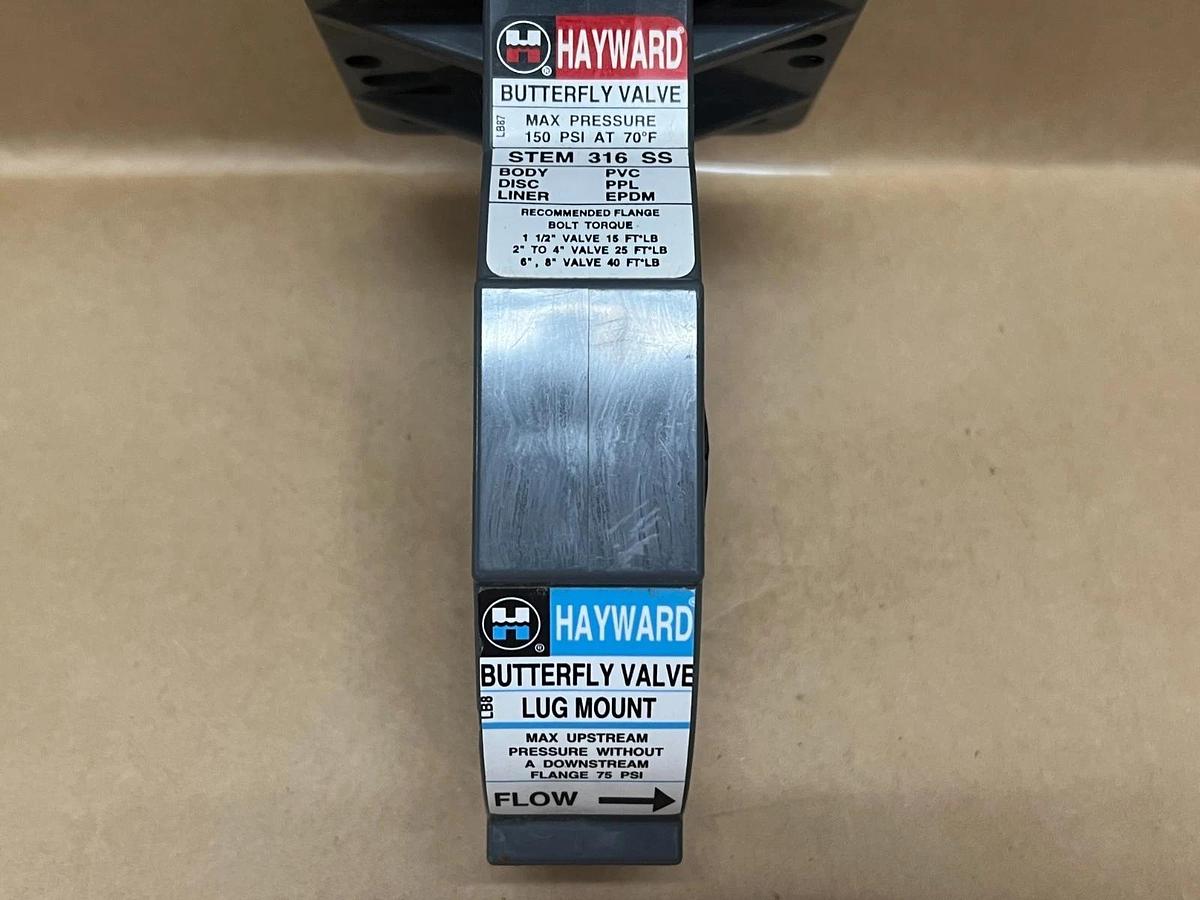 H ® HAYWARD®
BUTTERFLY VALVE
LB87
MAX PRESSURE
150 PSI AT 70°F
STEM 316 SS
BODY PVC
DISC PPL
LINER EPDM
RECOMMENDED FLANGE
BOLT TORQUE
1 1/2" VALVE 15 FT*LB
2" TO 4" VALVE 25 FT*LB
6", 8" VALVE 40 FT*LB
H ® HAYWARD®
BUTTERFLY VALVE
LB8
LUG MOUNT
MAX UPSTREAM
PRESSURE WITHOUT
A DOWNSTREAM
FLANGE 75 PSI
FLOW